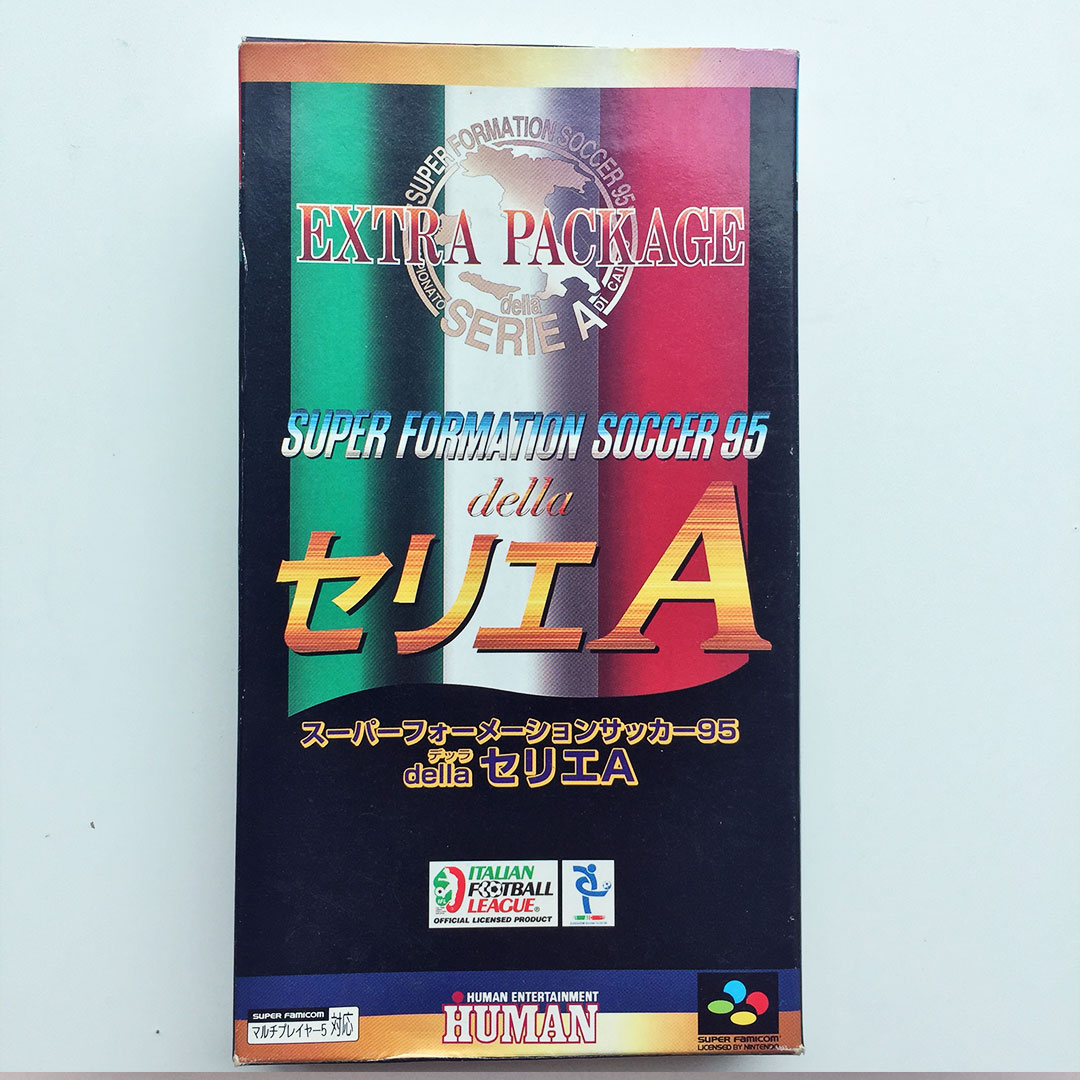 SUPER FORMATION SOCCER 95
EXTRA PACKAGE
della
SERIE A
DI CAL
SUPER FORMATION SOCCER 95
della
セリエA
スーパーフォーメーションサッカー95
デッラ
della セリエA
ITALIAN
FOOTBALL
LEAGUE®
OFFICIAL LICENSED PRODUCT
HUMAN ENTERTAINMENT
HUMAN
SUPER FAMICOM
マルチプレイヤー5 対応
SUPER FAMICOM
LICENSED BY NINTENDO